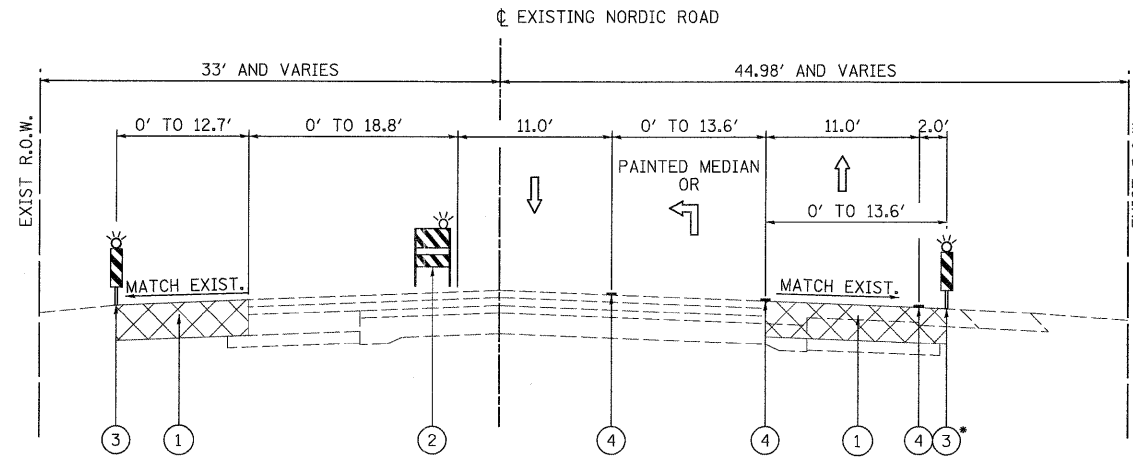 ℄ EXISTING NORDIC ROAD
33' AND VARIES
44.98' AND VARIES
EXIST R.O.W.
0' TO 12.7'
0' TO 18.8'
11.0'
0' TO 13.6'
11.0'
2.0'
PAINTED MEDIAN
OR
0' TO 13.6'
MATCH EXIST.
MATCH EXIST.
3
1
2
4
4
1
4
3*